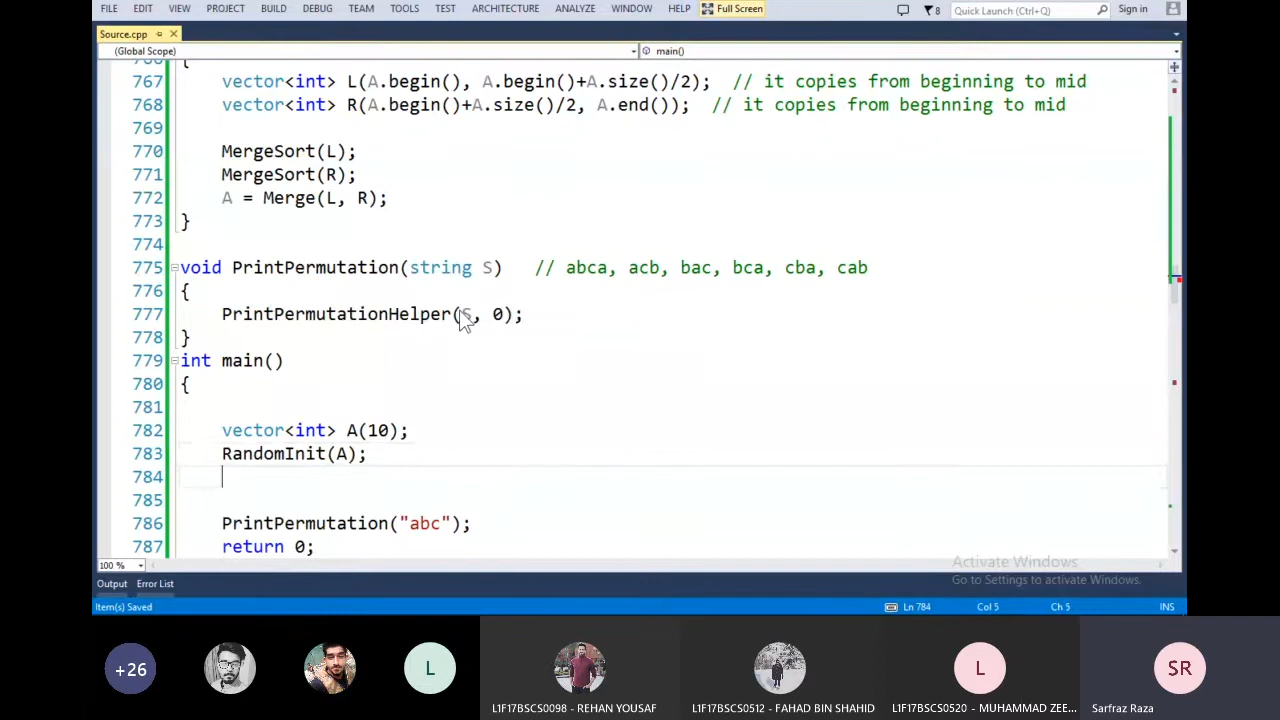 FILE EDIT VIEW PROJECT BUILD DEBUG TEAM TOOLS TEST ARCHITECTURE ANALYZE WINDOW HELP Full Screen 8 Quick Launch (Ctrl+Q) Sign in
Source.cpp
(Global Scope) main()
767 vector<int> L(A.begin(), A.begin()+A.size()/2); // it copies from beginning to mid
768 vector<int> R(A.begin()+A.size()/2, A.end()); // it copies from beginning to mid
769
770 MergeSort(L);
771 MergeSort(R);
772 A = Merge(L, R);
773 }
774
775 void PrintPermutation(string S) // abca, acb, bac, bca, cba, cab
776 {
777 PrintPermutationHelper(S, 0);
778 }
779 int main()
780 {
781
782 vector<int> A(10);
783 RandomInit(A);
784
785
786 PrintPermutation("abc");
787 return 0;
100 %
Activate Windows
Go to Settings to activate Windows.
Output Error List
Item(s) Saved Ln 784 Col 5 Ch 5 INS
+26 L L SR
L1F17BSCS0098 - REHAN YOUSAF L1F17BSCS0512 - FAHAD BIN SHAHID L1F17BSCS0520 - MUHAMMAD ZEE... Sarfraz Raza